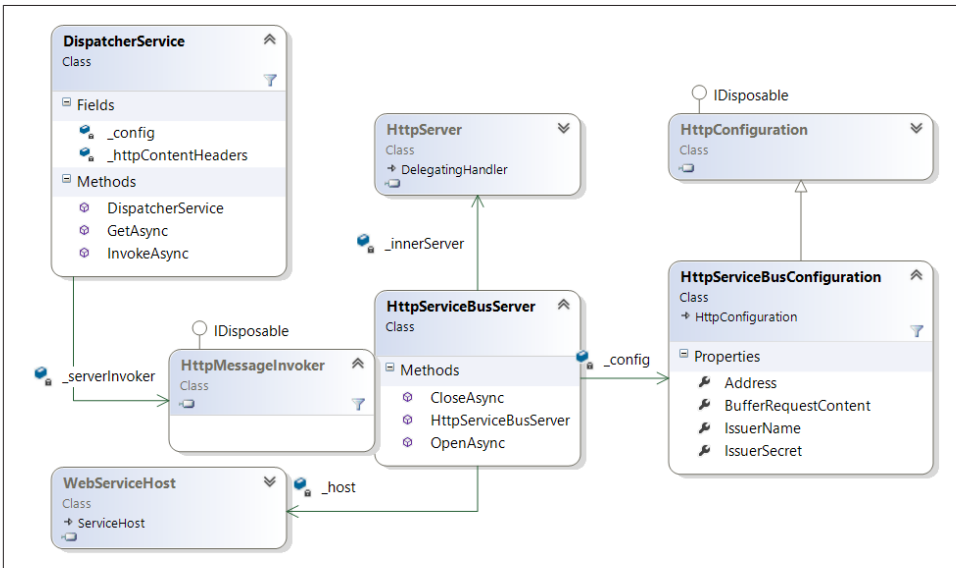 DispatcherService
Class
Fields
_config
_httpContentHeaders
Methods
DispatcherService
GetAsync
InvokeAsync
_serverInvoker
IDisposable
HttpMessageInvoker
Class
WebServiceHost
Class
ServiceHost
_host
HttpServer
Class
DelegatingHandler
_innerServer
HttpServiceBusServer
Class
Methods
CloseAsync
HttpServiceBusServer
OpenAsync
_config
IDisposable
HttpConfiguration
Class
HttpServiceBusConfiguration
Class
HttpConfiguration
Properties
Address
BufferRequestContent
IssuerName
IssuerSecret